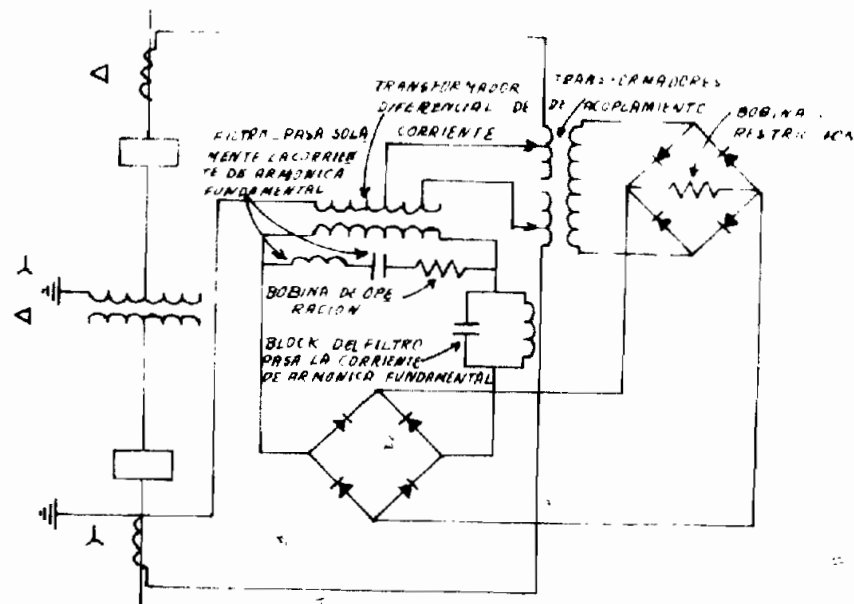 TRANSFORMADOR
DIFERENCIAL DE
CORRIENTE
DE ACOPLAMIENTO
BOBINA
FILTRO PASA SOLA
MENTE LA CORRIEN
TE DE ARMONICA
FUNDAMENTAL
BOBINA DE OPE
RACION
BLOCK DEL FILTRO
PASA LA CORRIENTE
DE ARMONICA FUNDAMENTAL